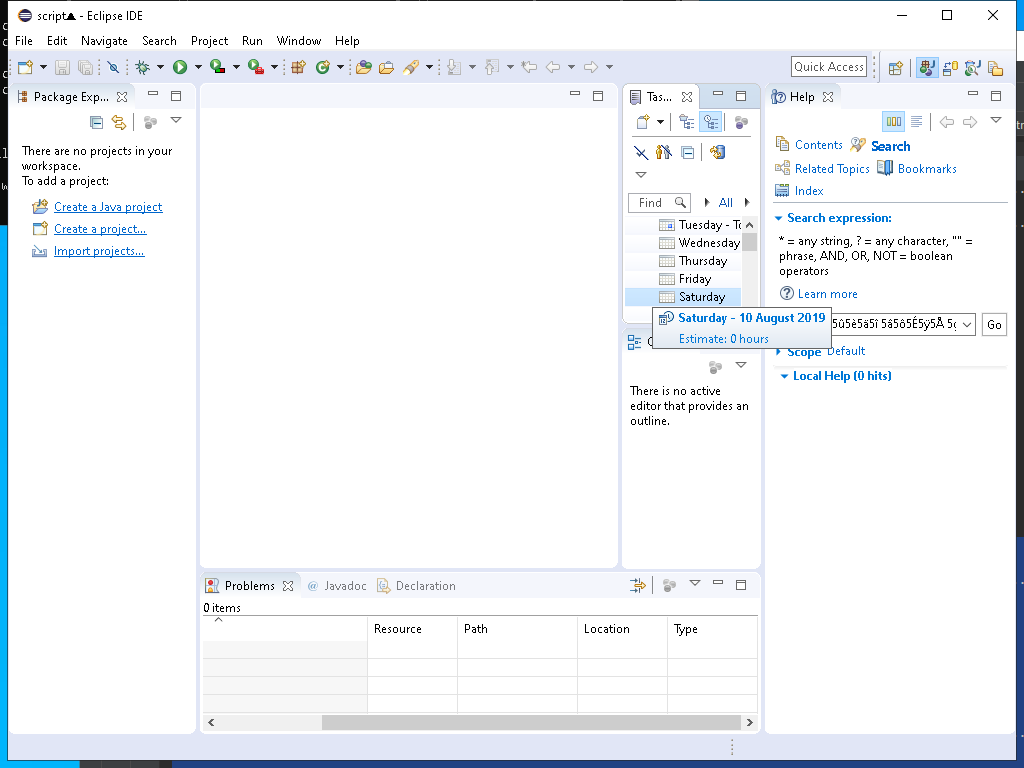 script▲ - Eclipse IDE
File Edit Navigate Search Project Run Window Help
Quick Access
Package Exp...
There are no projects in your
workspace.
To add a project:
Create a Java project
Create a project...
Import projects...
Tas...
Find
All
Tuesday - To
Wednesday
Thursday
Friday
Saturday
Saturday - 10 August 2019
Estimate: 0 hours
There is no active
editor that provides an
outline.
Help
Contents Search
Related Topics Bookmarks
Index
Search expression:
* = any string, ? = any character, "" =
phrase, AND, OR, NOT = boolean
operators
Learn more
Go
Scope Default
Local Help (0 hits)
Problems @ Javadoc Declaration
0 items
Resource Path Location Type